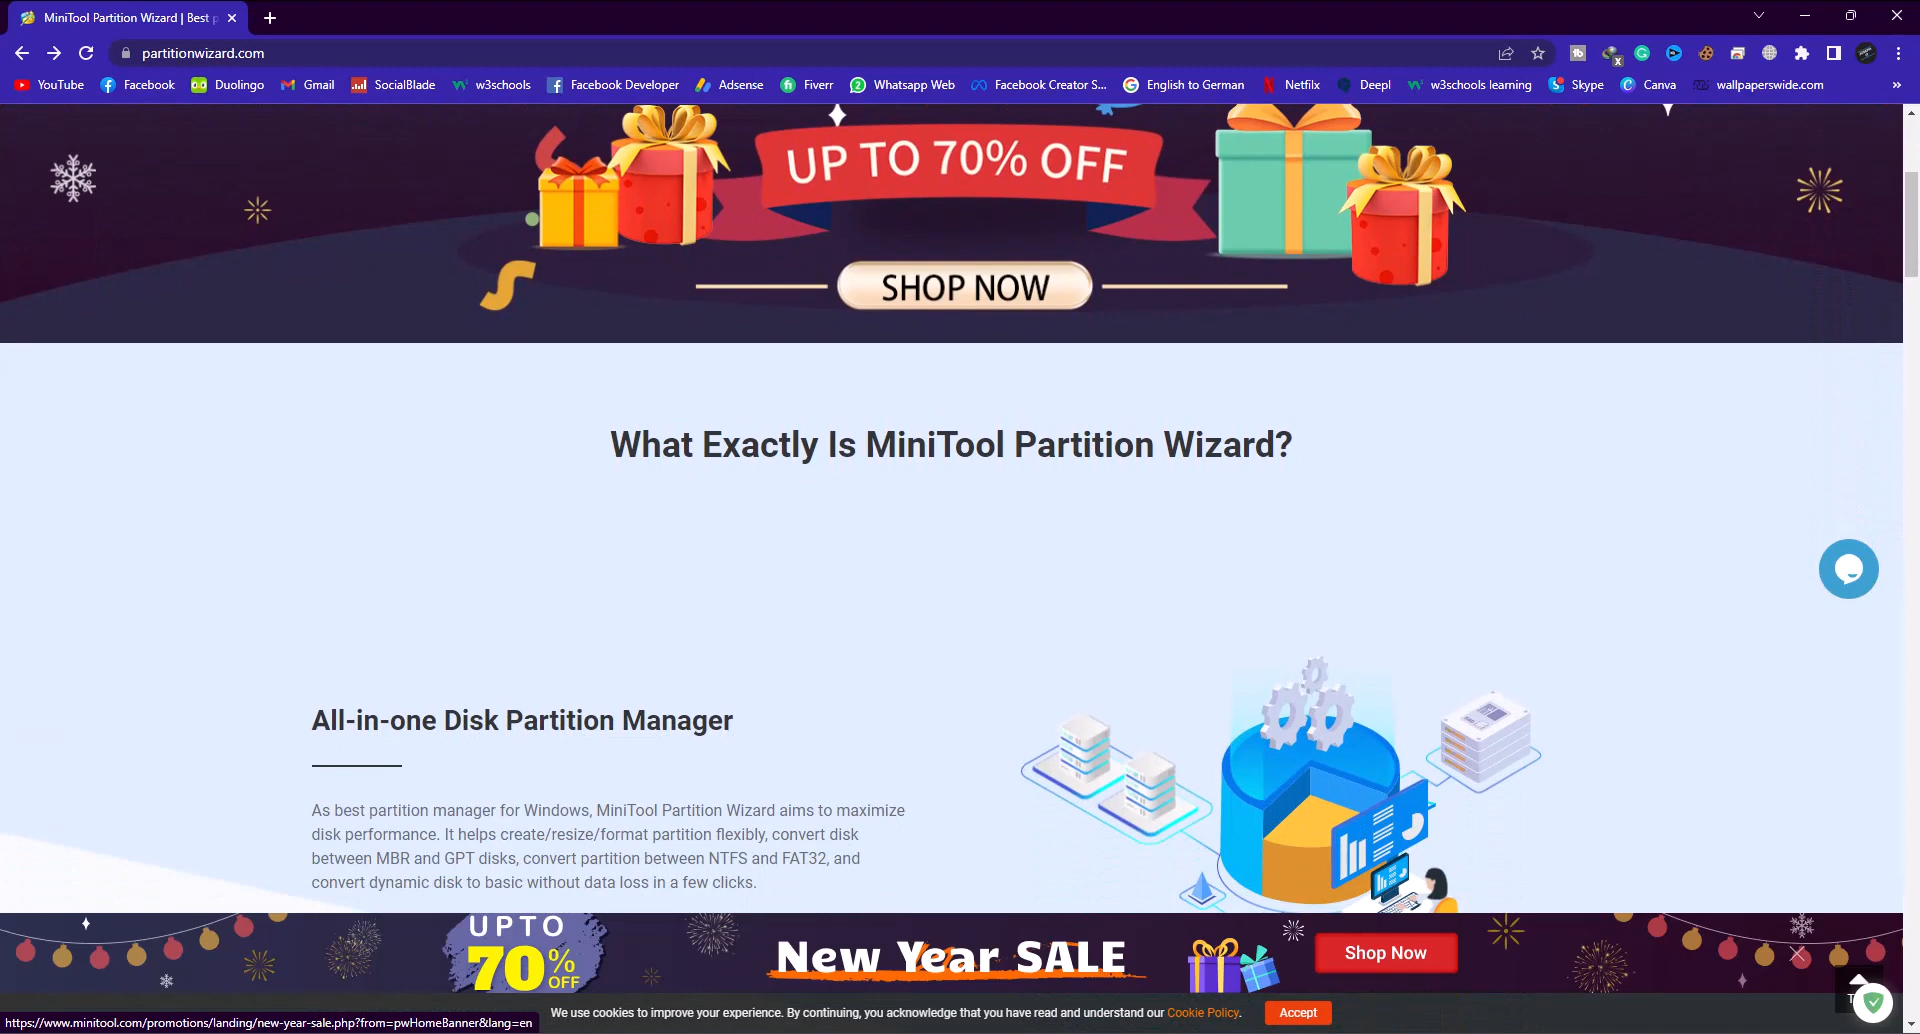 MiniTool Partition Wizard | Best p
partitionwizard.com
YouTube Facebook Duolingo Gmail SocialBlade w3schools Facebook Developer Adsense Fiverr Whatsapp Web Facebook Creator S... English to German Netfilx Deepl w3schools learning Skype Canva wallpaperswide.com »
UP TO 70% OFF
SHOP NOW
What Exactly Is MiniTool Partition Wizard?
All-in-one Disk Partition Manager
As best partition manager for Windows, MiniTool Partition Wizard aims to maximize
disk performance. It helps create/resize/format partition flexibly, convert disk
between MBR and GPT disks, convert partition between NTFS and FAT32, and
convert dynamic disk to basic without data loss in a few clicks.
UPTO
70%
OFF
New Year SALE
Shop Now
We use cookies to improve your experience. By continuing, you acknowledge that you have read and understand our Cookie Policy.
Accept
https://www.minitool.com/promotions/landing/new-year-sale.php?from=pwHomeBanner&lang=en